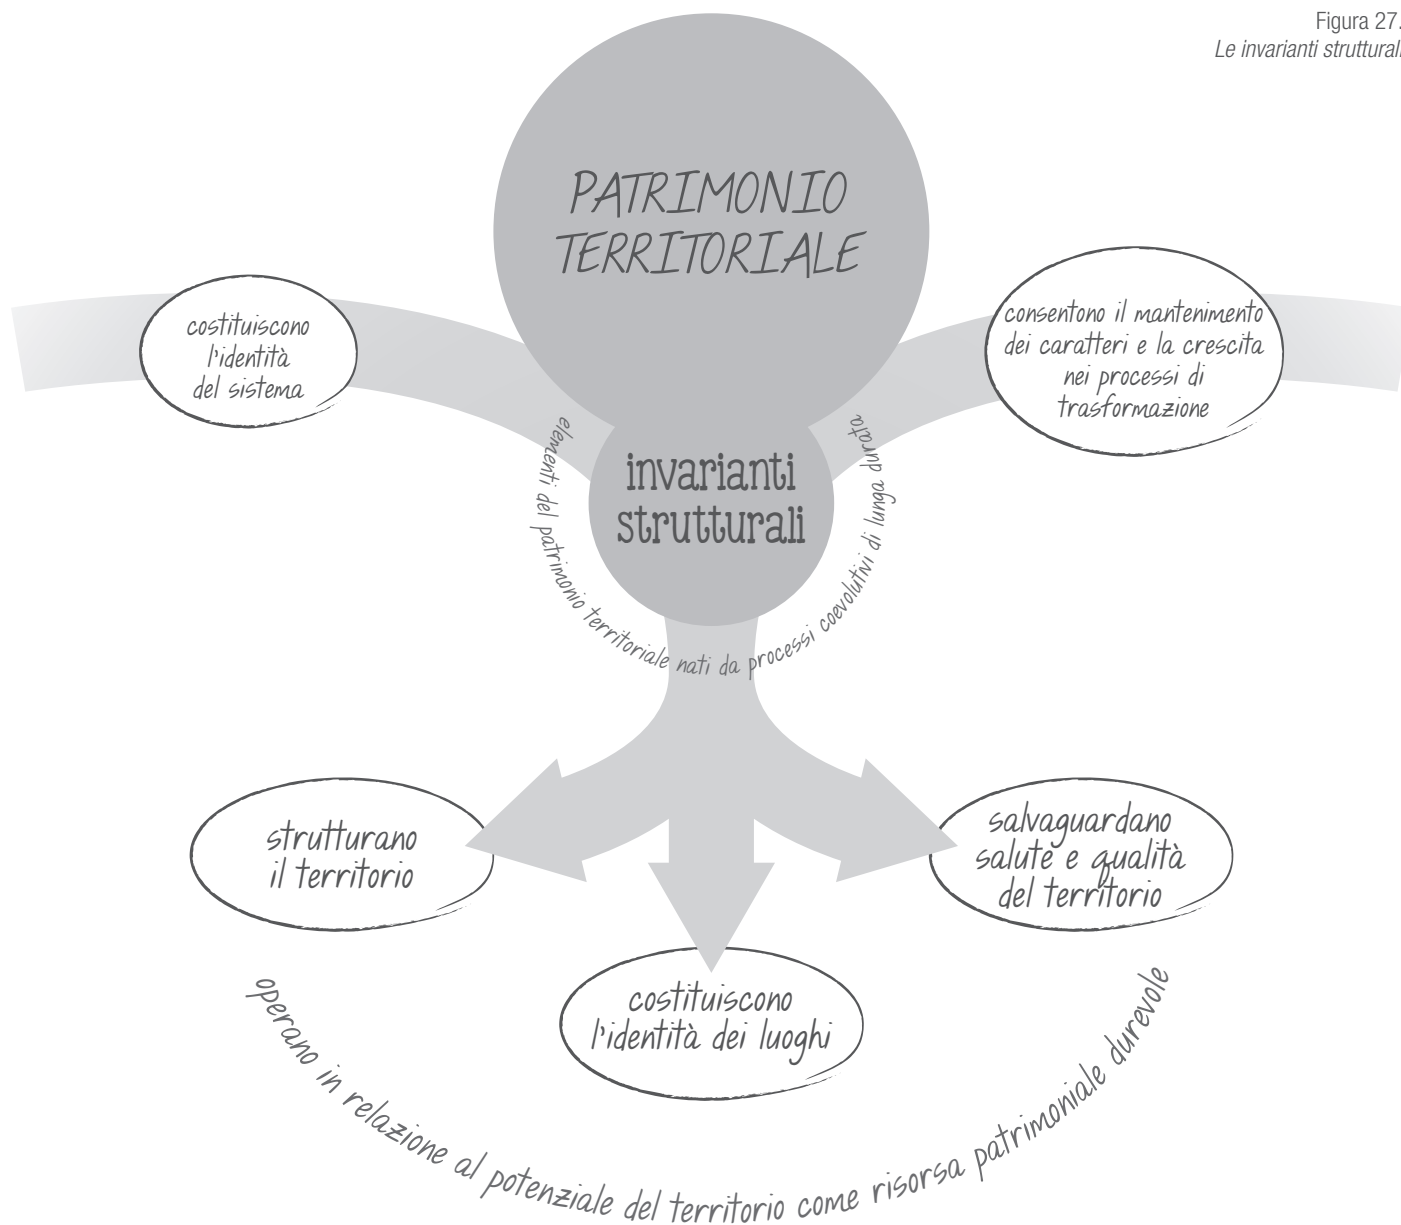 Figura 27.
Le invarianti strutturali
PATRIMONIO
TERRITORIALE
costituiscono
l'identità
del sistema
consentono il mantenimento
dei caratteri e la crescita
nei processi di
trasformazione
invarianti
strutturali
elementi del patrimonio territoriale nati da processi coevolutivi di lunga durata
strutturano
il territorio
salvaguardano
salute e qualità
del territorio
costituiscono
l'identità dei luoghi
operano in relazione al potenziale del territorio come risorsa patrimoniale durevole